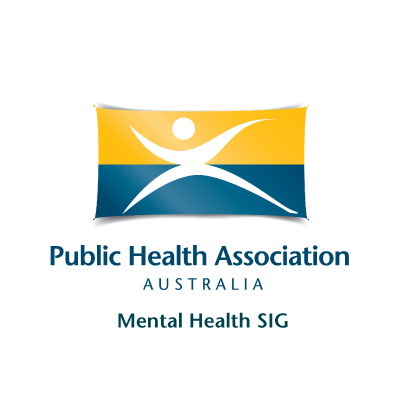 Public Health Association
AUSTRALIA
Mental Health SIG